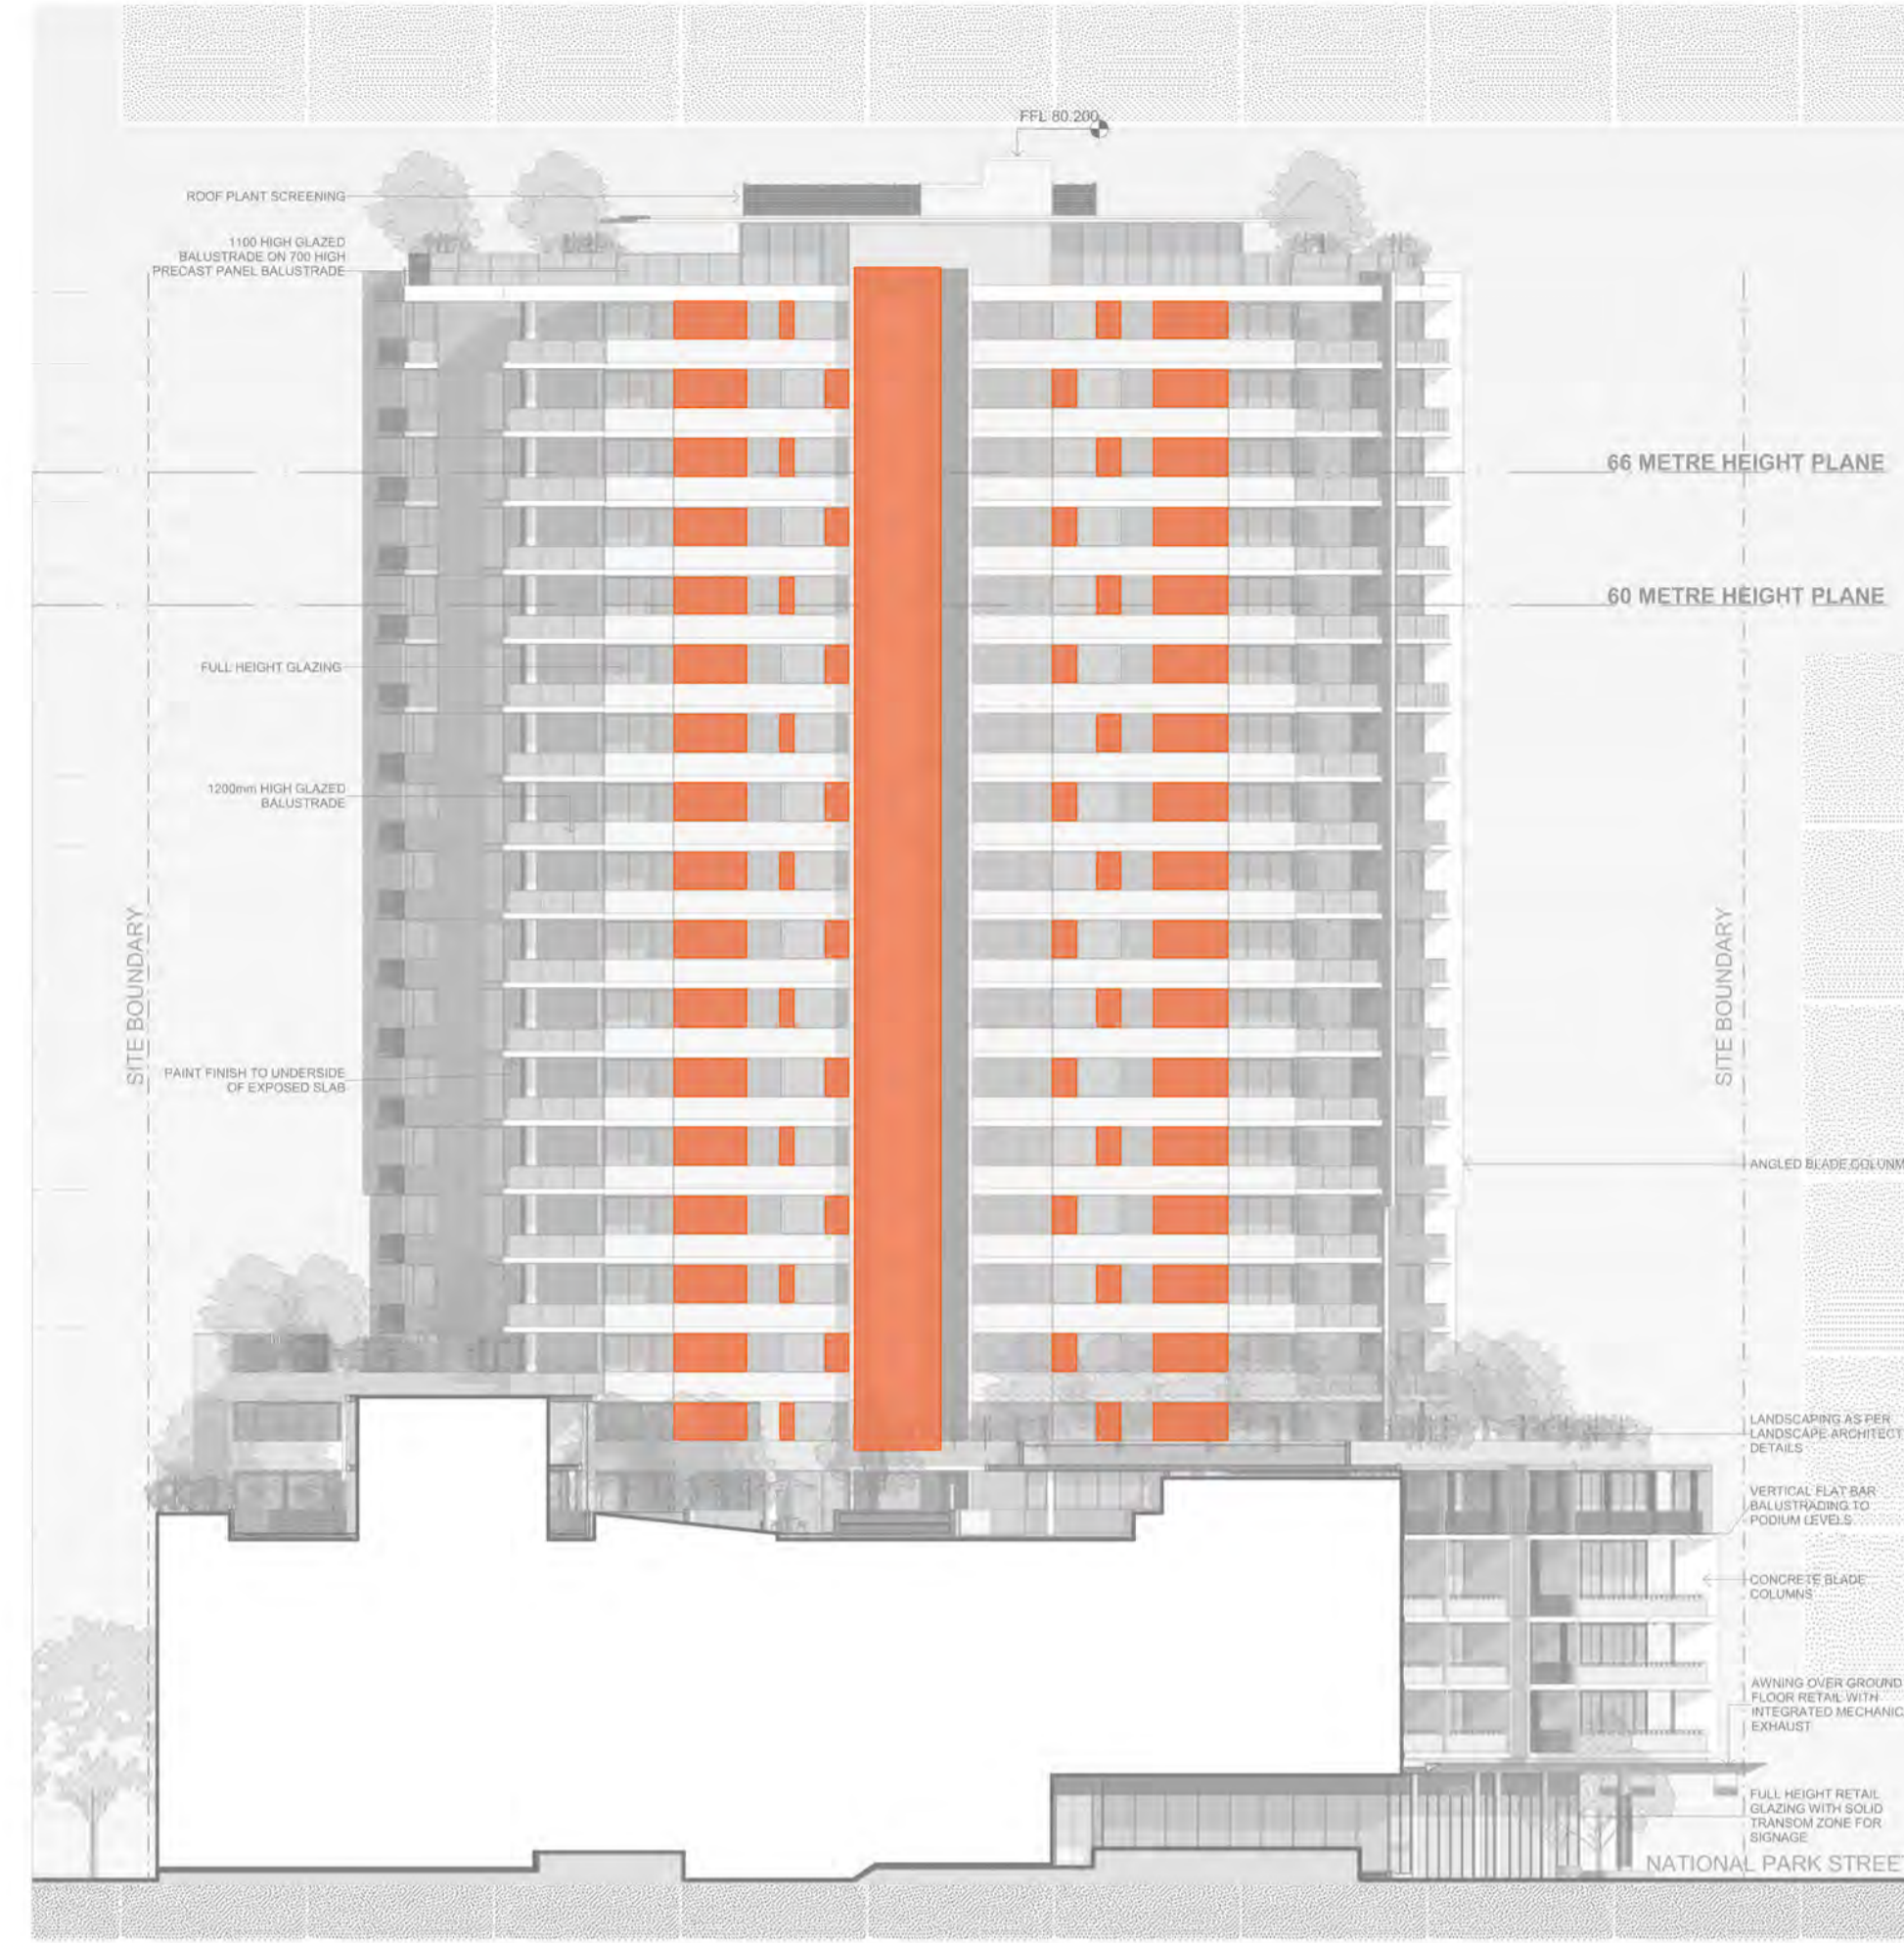 FFL 80.200
ROOF PLANT SCREENING
1100 HIGH GLAZED
BALUSTRADE ON 700 HIGH
PRECAST PANEL BALUSTRADE
66 METRE HEIGHT PLANE
60 METRE HEIGHT PLANE
FULL HEIGHT GLAZING
1200mm HIGH GLAZED
BALUSTRADE
SITE BOUNDARY
SITE BOUNDARY
PAINT FINISH TO UNDERSIDE
OF EXPOSED SLAB
ANGLED BLADE COLUNM
LANDSCAPING AS PER
LANDSCAPE ARCHITECT
DETAILS
VERTICAL FLAT BAR
BALUSTRADING TO
PODIUM LEVELS
CONCRETE BLADE
COLUMNS
AWNING OVER GROUND
FLOOR RETAIL WITH
INTEGRATED MECHANIC
EXHAUST
FULL HEIGHT RETAIL
GLAZING WITH SOLID
TRANSOM ZONE FOR
SIGNAGE
NATIONAL PARK STREE